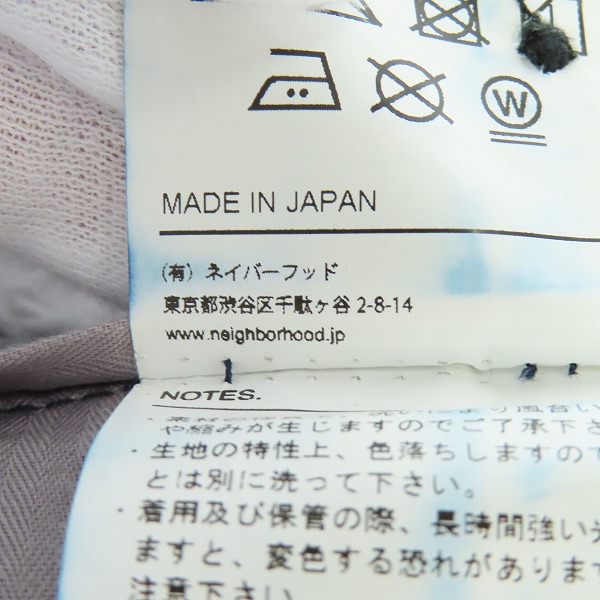 W
MADE IN JAPAN
(有) ネイバーフッド
東京都渋谷区千駄ヶ谷 2-8-14
www.neighborhood.jp
NOTES.
や縮みが生じますのでご了承下さ
・生地の特性上、色落ちしますので
とは別に洗って下さい。
・着用及び保管の際、長時間強い
ますと、変色する恐れがあります
注意下さい。